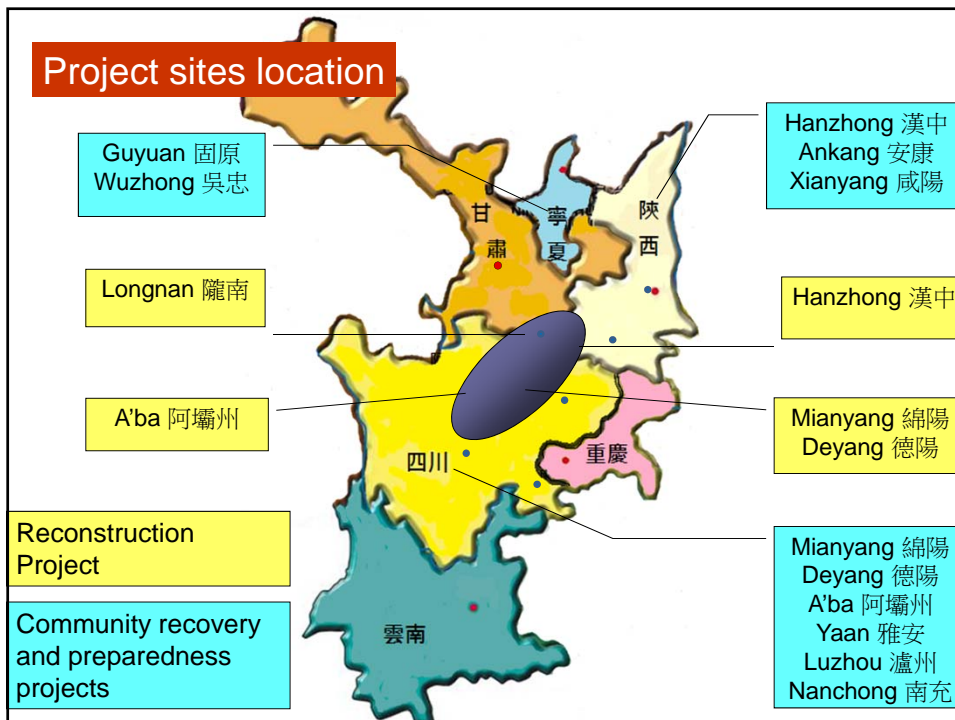 Project sites location
Guyuan 固原
Wuzhong 吳忠
Hanzhong 漢中
Ankang 安康
Xianyang 咸陽
甘
肅
寧
夏
陝
西
Longnan 隴南
Hanzhong 漢中
A'ba 阿壩州
Mianyang 綿陽
Deyang 德陽
四川
重慶
Reconstruction
Project
Mianyang 綿陽
Deyang 德陽
A'ba 阿壩州
Yaan 雅安
Luzhou 瀘州
Nanchong 南充
Community recovery
and preparedness
projects
雲南